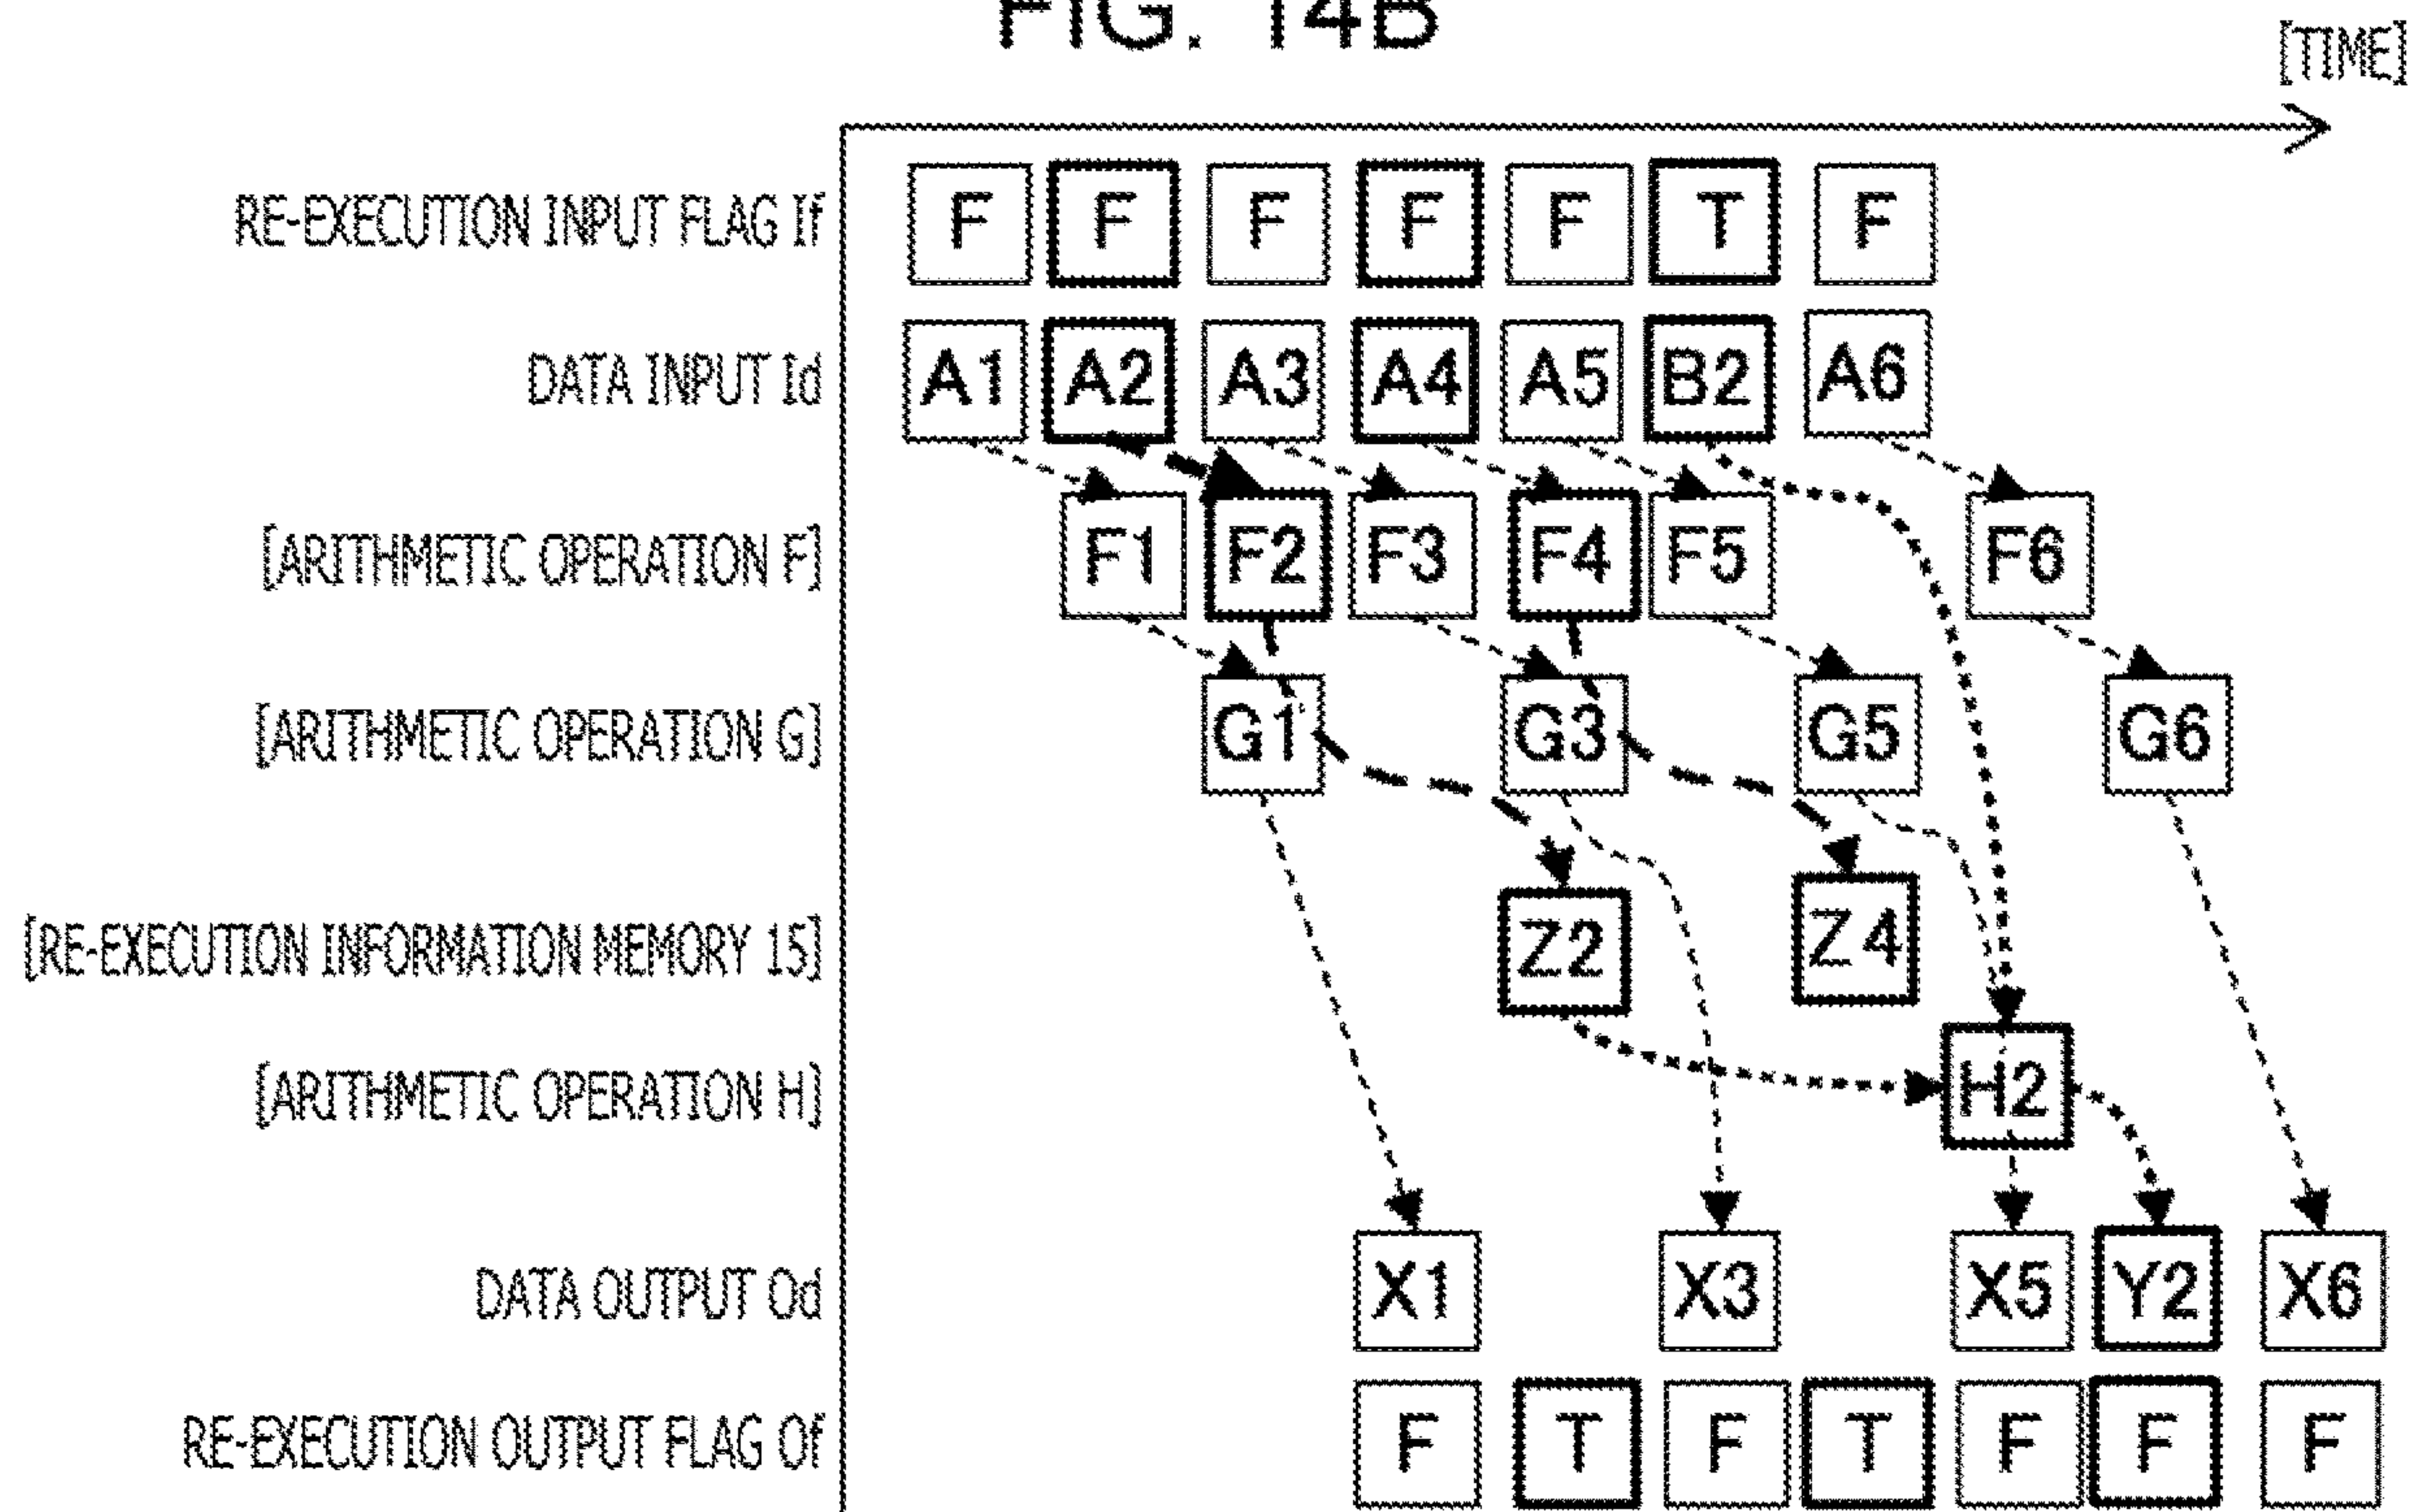 FIG. 14B
[TIME]
RE-EXECUTION INPUT FLAG If F F F F F T F
DATA INPUT Id A1 A2 A3 A4 A5 B2 A6
[ARITHMETIC OPERATION F] F1 F2 F3 F4 F5 F6
[ARITHMETIC OPERATION G] G1 G3 G5 G6
[RE-EXECUTION INFORMATION MEMORY 15] Z2 Z4
[ARITHMETIC OPERATION H] H2
DATA OUTPUT Od X1 X3 X5 Y2 X6
RE-EXECUTION OUTPUT FLAG Of F T F T F F F